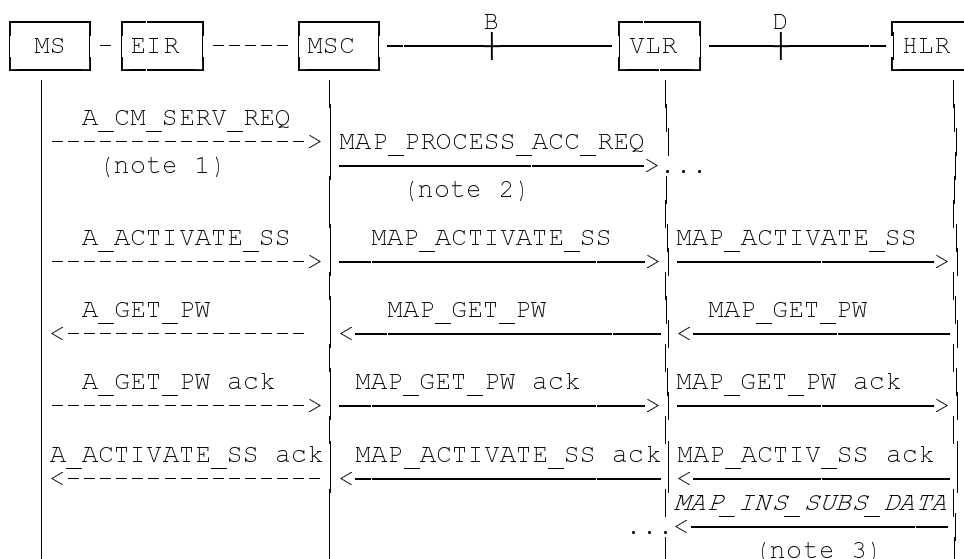 B D
MS EIR MSC VLR HLR
A_CM_SERV_REQ
MAP_PROCESS_ACC_REQ
(note 1) ...
(note 2)
A_ACTIVATE_SS MAP_ACTIVATE_SS MAP_ACTIVATE_SS
A_GET_PW MAP_GET_PW MAP_GET_PW
A_GET_PW ack MAP_GET_PW ack MAP_GET_PW ack
A_ACTIVATE_SS ack MAP_ACTIVATE_SS ack MAP_ACTIV_SS ack
MAP_INS_SUBS_DATA
...
(note 3)